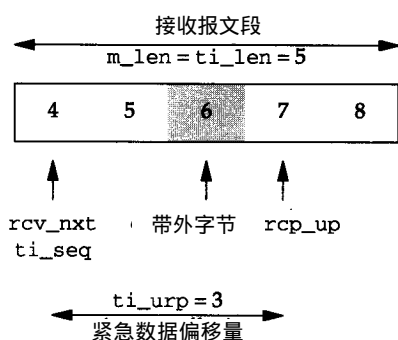 接收报文段
m_len=ti_len=5
4 5 6 7 8
rcv_nxt 带外字节 rcp_up
ti_seq
ti_urp=3
紧急数据偏移量